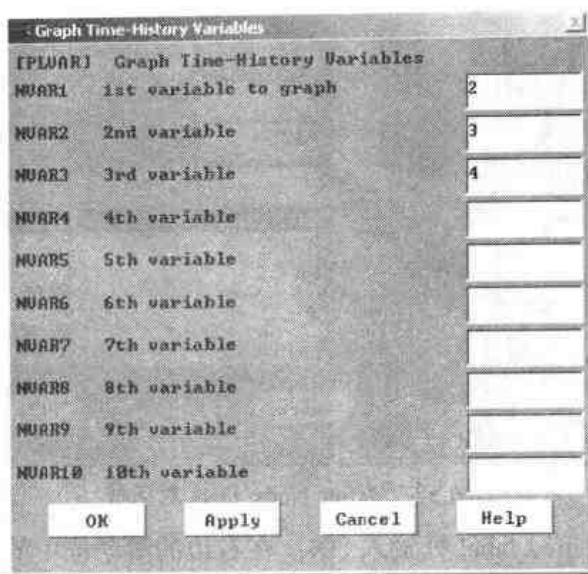 Graph Time-History Variables
[PLVAR] Graph Time-History Variables
NVAR1 1st variable to graph 2
NVAR2 2nd variable 3
NVAR3 3rd variable 4
NVAR4 4th variable
NVAR5 5th variable
NVAR6 6th variable
NVAR7 7th variable
NVAR8 8th variable
NVAR9 9th variable
NVAR10 10th variable
OK Apply Cancel Help